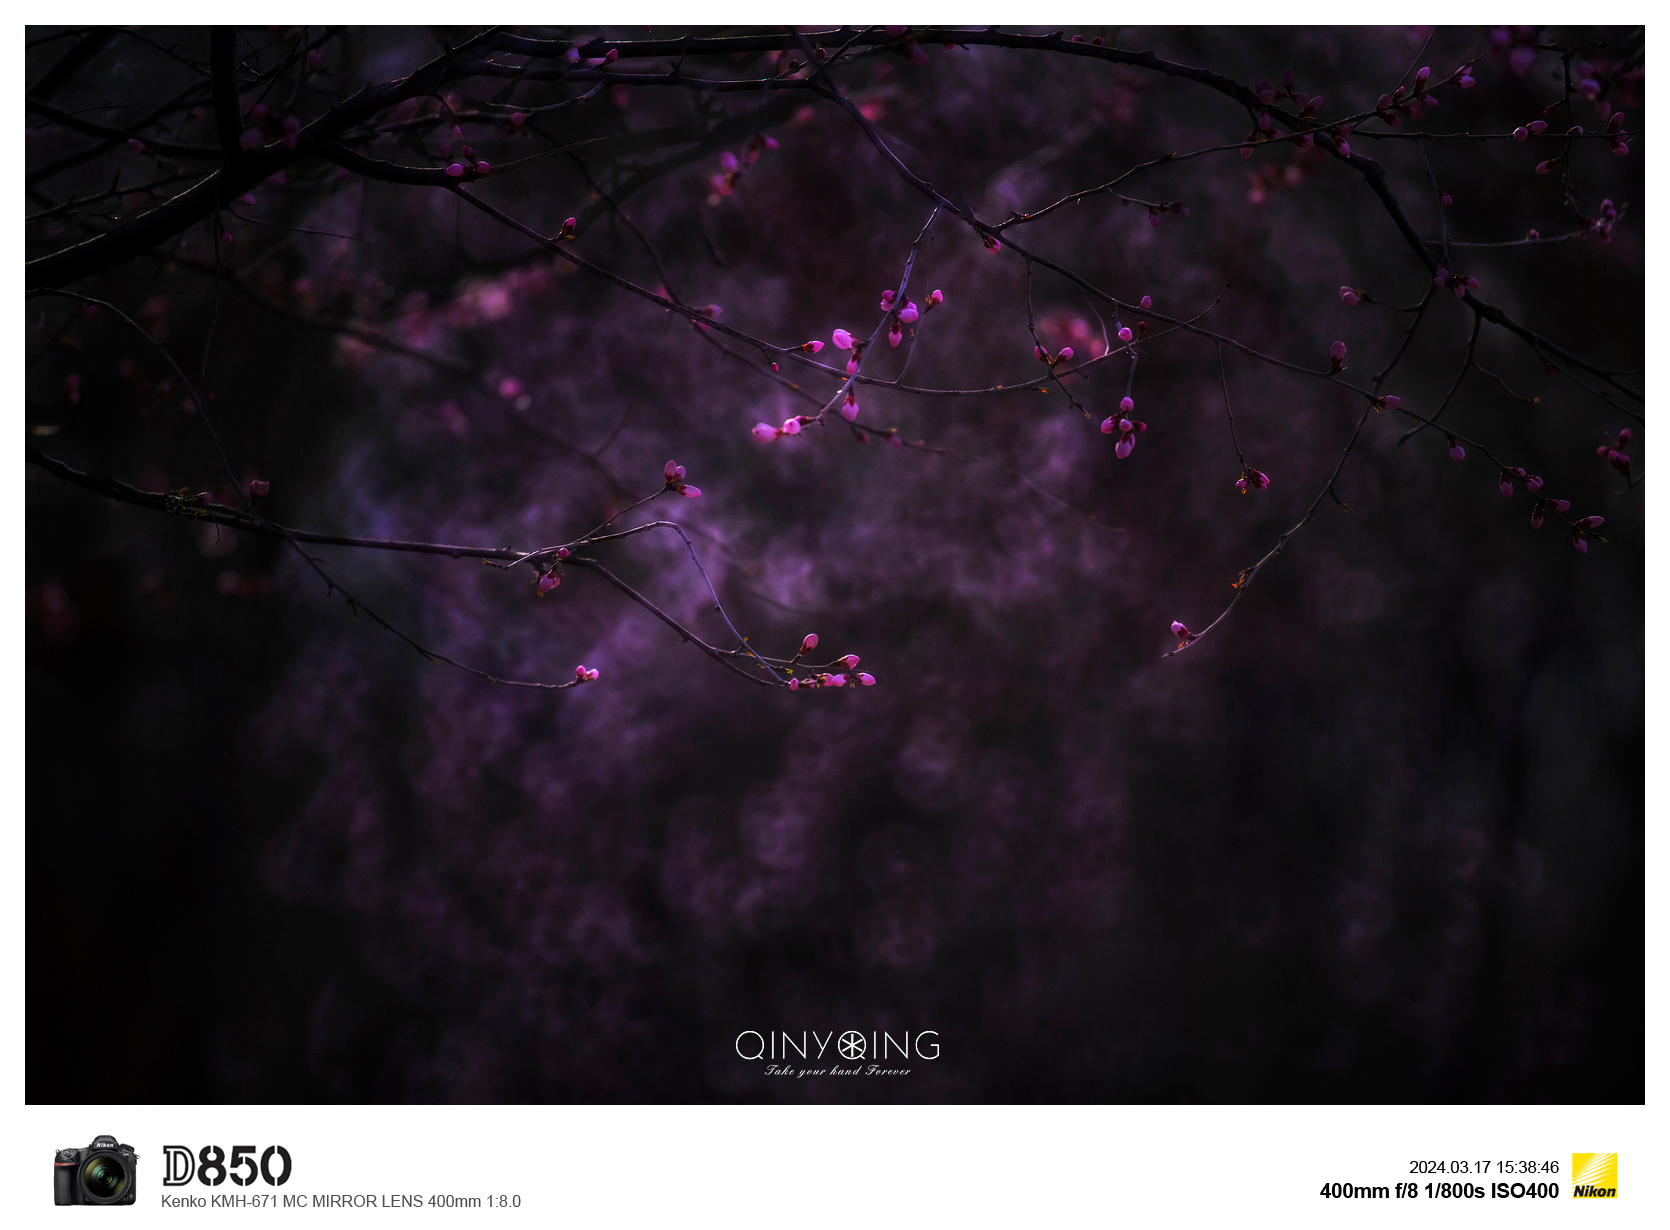 QINYQING
Take your hand Forever
Nikon
D850
Kenko KMH-671 MC MIRROR LENS 400mm 1:8.0
2024.03.17 15:38:46
400mm f/8 1/800s ISO400
Nikon